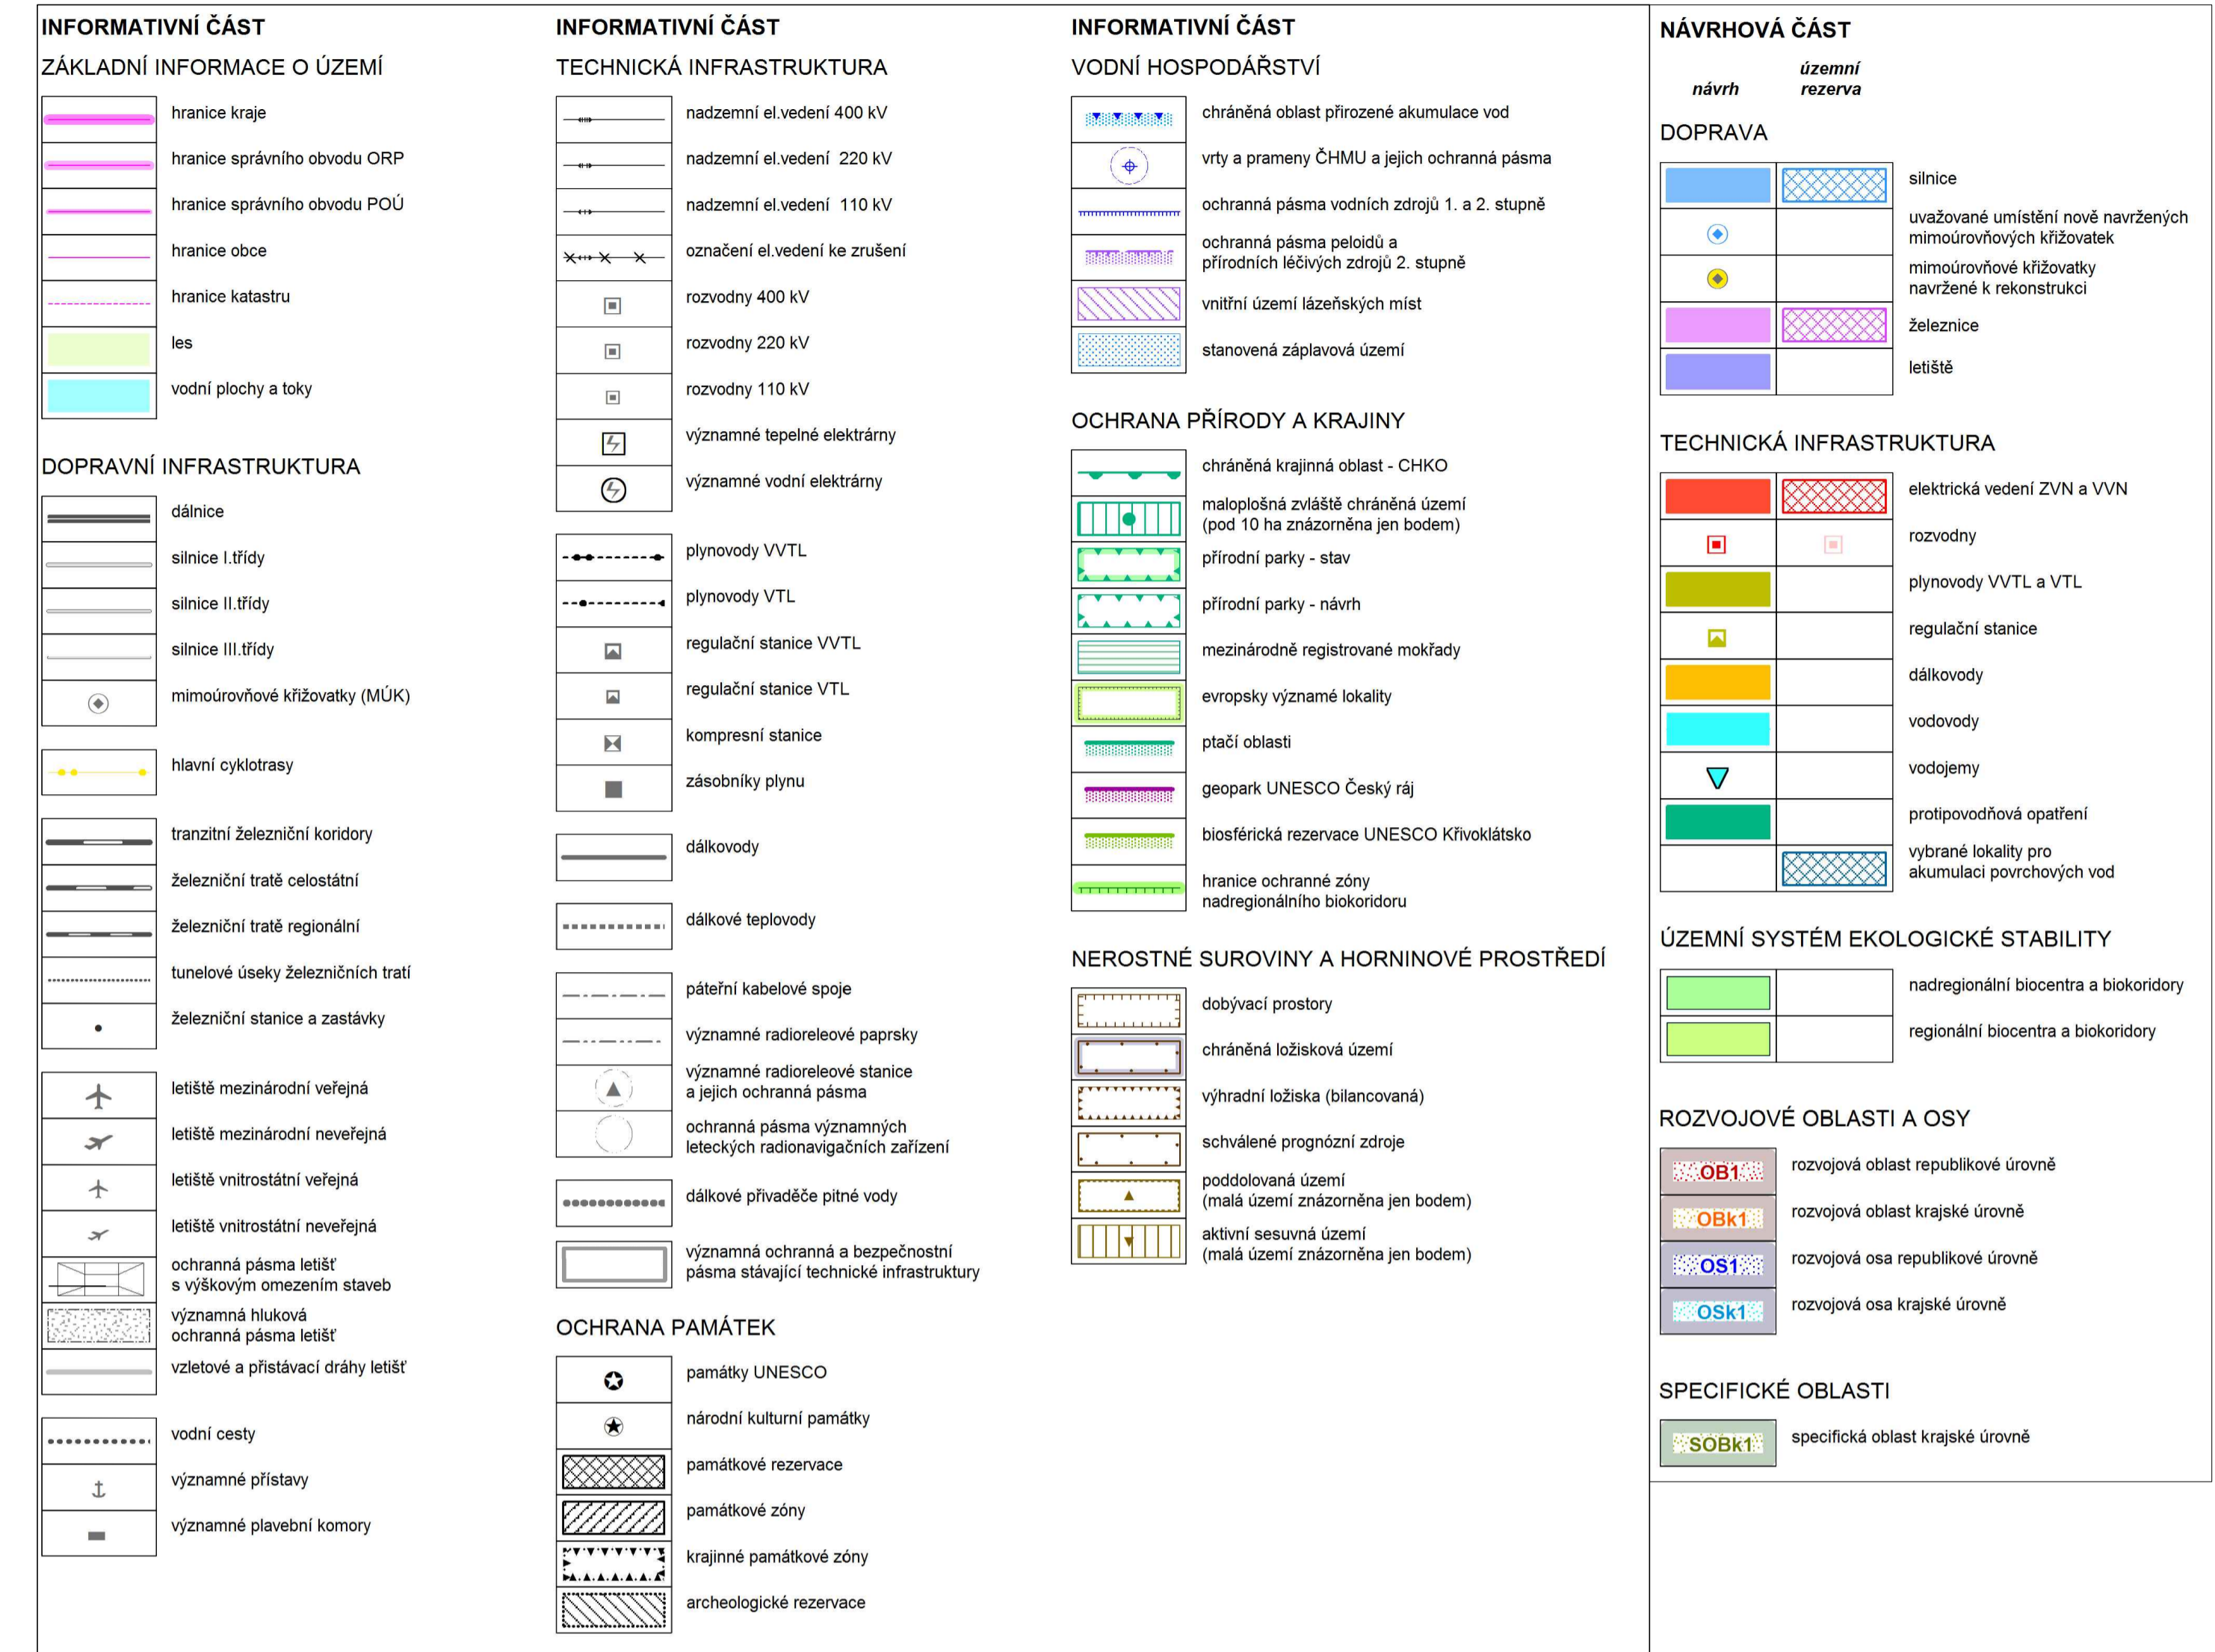 INFORMATIVNÍ ČÁST
ZÁKLADNÍ INFORMACE O ÚZEMÍ
hranice kraje
hranice správního obvodu ORP
hranice správního obvodu POÚ
hranice obce
hranice katastru
les
vodní plochy a toky
DOPRAVNÍ INFRASTRUKTURA
dálnice
silnice I.třídy
silnice II.třídy
silnice III.třídy
mimoúrovňové křižovatky (MÚK)
hlavní cyklotrasy
tranzitní železniční koridory
železniční tratě celostátní
železniční tratě regionální
tunelové úseky železničních tratí
železniční stanice a zastávky
letiště mezinárodní veřejná
letiště mezinárodní neveřejná
letiště vnitrostátní veřejná
letiště vnitrostátní neveřejná
ochranná pásma letišť
s výškovým omezením staveb
významná hluková
ochranná pásma letišť
vzletové a přistávací dráhy letišť
vodní cesty
významné přístavy
významné plavební komory
INFORMATIVNÍ ČÁST
TECHNICKÁ INFRASTRUKTURA
nadzemní el.vedení 400 kV
nadzemní el.vedení 220 kV
nadzemní el.vedení 110 kV
označení el.vedení ke zrušení
rozvodny 400 kV
rozvodny 220 kV
rozvodny 110 kV
významné tepelné elektrárny
významné vodní elektrárny
plynovody VVTL
plynovody VTL
regulační stanice VVTL
regulační stanice VTL
kompresní stanice
zásobníky plynu
dálkovody
dálkové teplovody
páteřní kabelové spoje
významné radioreleové paprsky
významné radioreleové stanice
a jejich ochranná pásma
ochranná pásma významných
leteckých radionavigačních zařízení
dálkové přivaděče pitné vody
významná ochranná a bezpečnostní
pásma stávající technické infrastruktury
OCHRANA PAMÁTEK
památky UNESCO
národní kulturní památky
památkové rezervace
památkové zóny
krajinné památkové zóny
archeologické rezervace
INFORMATIVNÍ ČÁST
VODNÍ HOSPODÁŘSTVÍ
chráněná oblast přirozené akumulace vod
vrty a prameny ČHMU a jejich ochranná pásma
ochranná pásma vodních zdrojů 1. a 2. stupně
ochranná pásma peloidů a
přírodních léčivých zdrojů 2. stupně
vnitřní území lázeňských míst
stanovená záplavová území
OCHRANA PŘÍRODY A KRAJINY
chráněná krajinná oblast - CHKO
maloplošná zvláště chráněná území
(pod 10 ha znázorněna jen bodem)
přírodní parky - stav
přírodní parky - návrh
mezinárodně registrované mokřady
evropsky významé lokality
ptačí oblasti
geopark UNESCO Český ráj
biosférická rezervace UNESCO Křivoklátsko
hranice ochranné zóny
nadregionálního biokoridoru
NEROSTNÉ SUROVINY A HORNINOVÉ PROSTŘEDÍ
dobývací prostory
chráněná ložisková území
výhradní ložiska (bilancovaná)
schválené prognózní zdroje
poddolovaná území
(malá území znázorněna jen bodem)
aktivní sesuvná území
(malá území znázorněna jen bodem)
NÁVRHOVÁ ČÁST
návrh
územní
rezerva
DOPRAVA
silnice
uvažované umístění nově navržených
mimoúrovňových křižovatek
mimoúrovňové křižovatky
navržené k rekonstrukci
železnice
letiště
TECHNICKÁ INFRASTRUKTURA
elektrická vedení ZVN a VVN
rozvodny
plynovody VVTL a VTL
regulační stanice
dálkovody
vodovody
vodojemy
protipovodňová opatření
vybrané lokality pro
akumulaci povrchových vod
ÚZEMNÍ SYSTÉM EKOLOGICKÉ STABILITY
nadregionální biocentra a biokoridory
regionální biocentra a biokoridory
ROZVOJOVÉ OBLASTI A OSY
OB1 rozvojová oblast republikové úrovně
OBk1 rozvojová oblast krajské úrovně
OS1 rozvojová osa republikové úrovně
OSk1 rozvojová osa krajské úrovně
SPECIFICKÉ OBLASTI
SOBk1 specifická oblast krajské úrovně